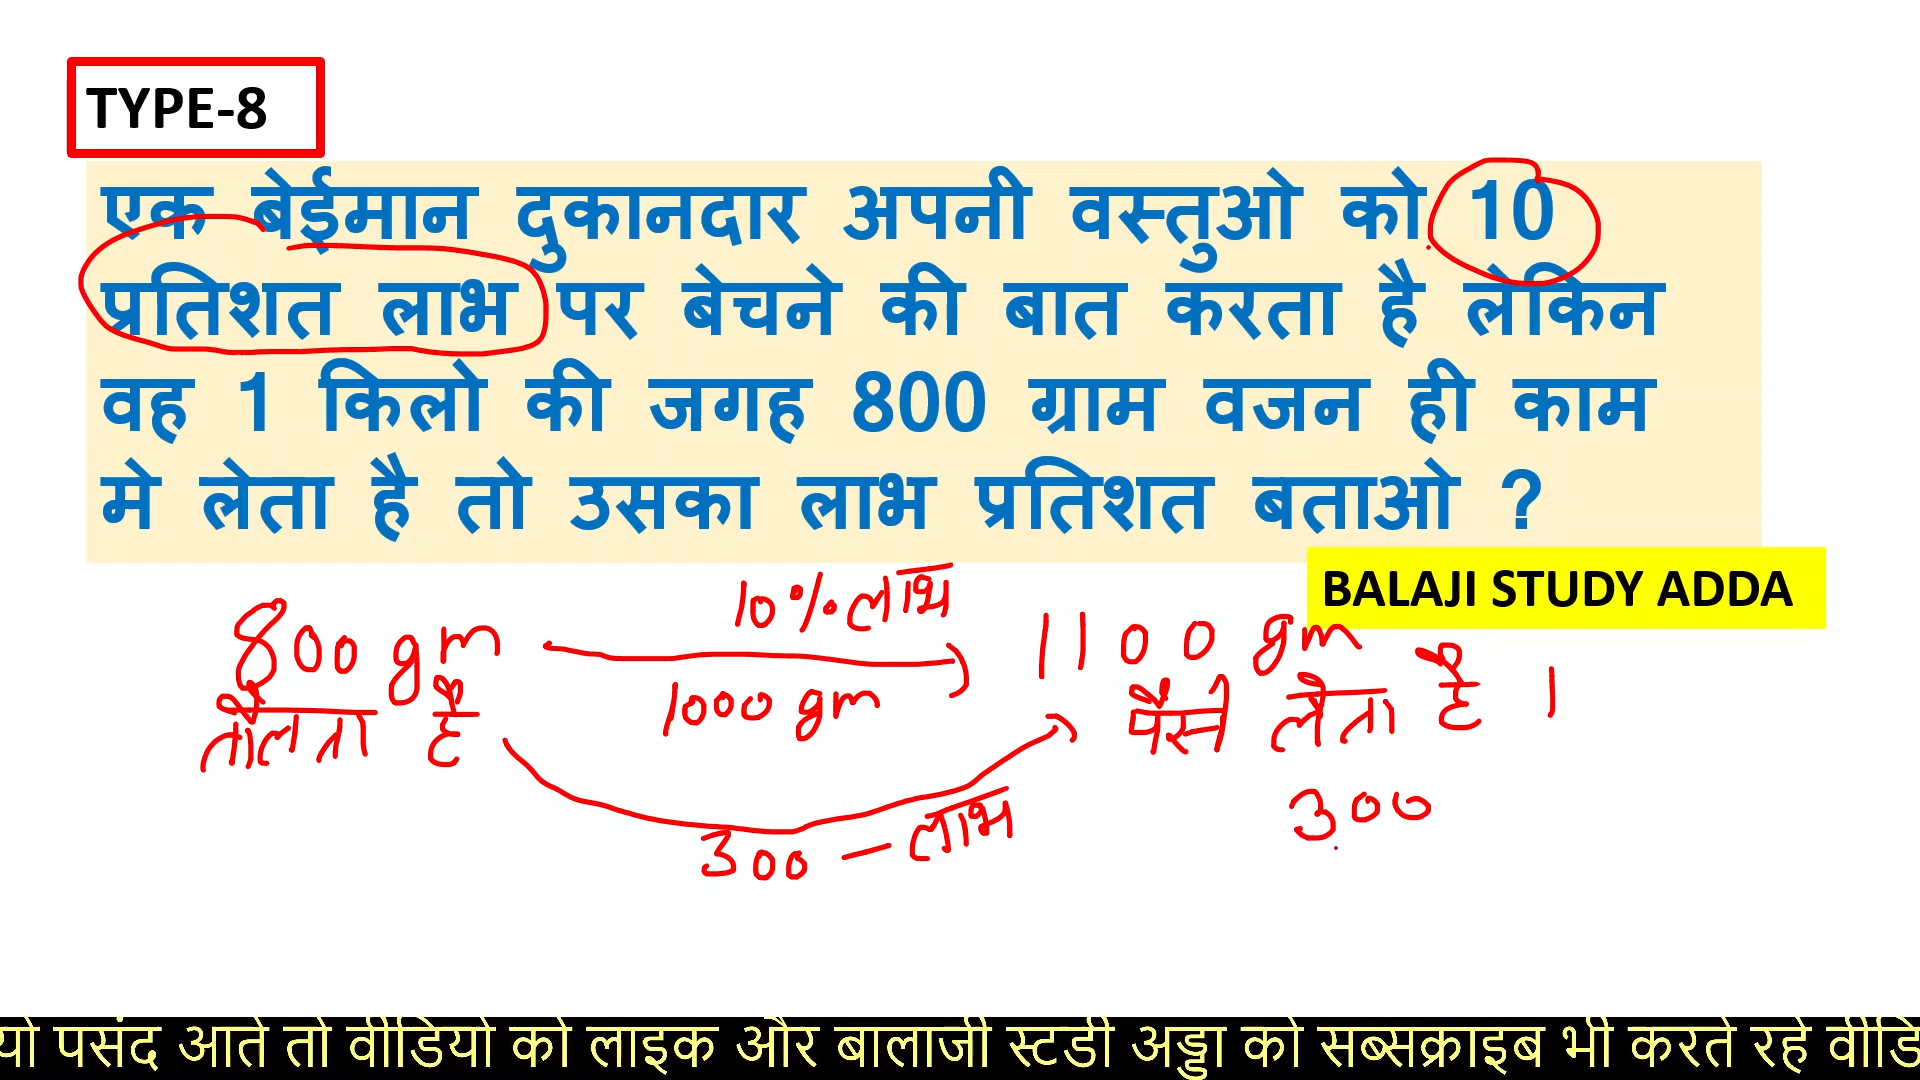 TYPE-8
एक बेईमान दुकानदार अपनी वस्तुओ को 10
प्रतिशत लाभ पर बेचने की बात करता है लेकिन
वह 1 किलो की जगह 800 ग्राम वजन ही काम
मे लेता है तो उसका लाभ प्रतिशत बताओ ?
BALAJI STUDY ADDA
10% लाभ
800 gm 1100 gm
1000 gm
तौलता है पैसे लेता है ।
300 - लाभ 300
यो पसंद आते तो वीडियो को लाइक और बालाजी स्टडी अड्डा को सब्सक्राइब भी करते रहे वीडि